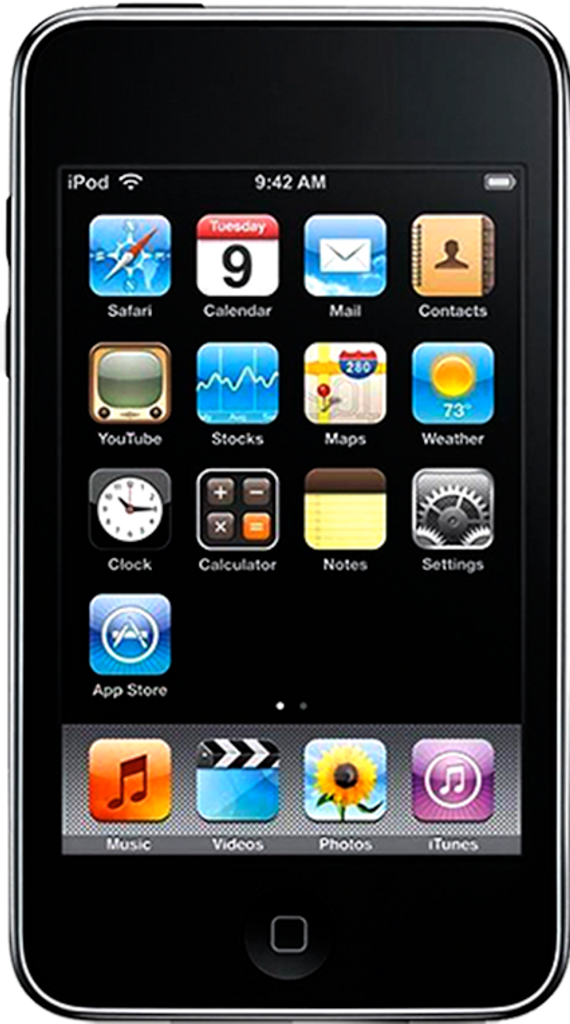 iPod 9:42 AM
Tuesday
9
Safari Calendar Mail Contacts
280
73°
YouTube Stocks Maps Weather
Clock Calculator Notes Settings
App Store
Music Videos Photos iTunes